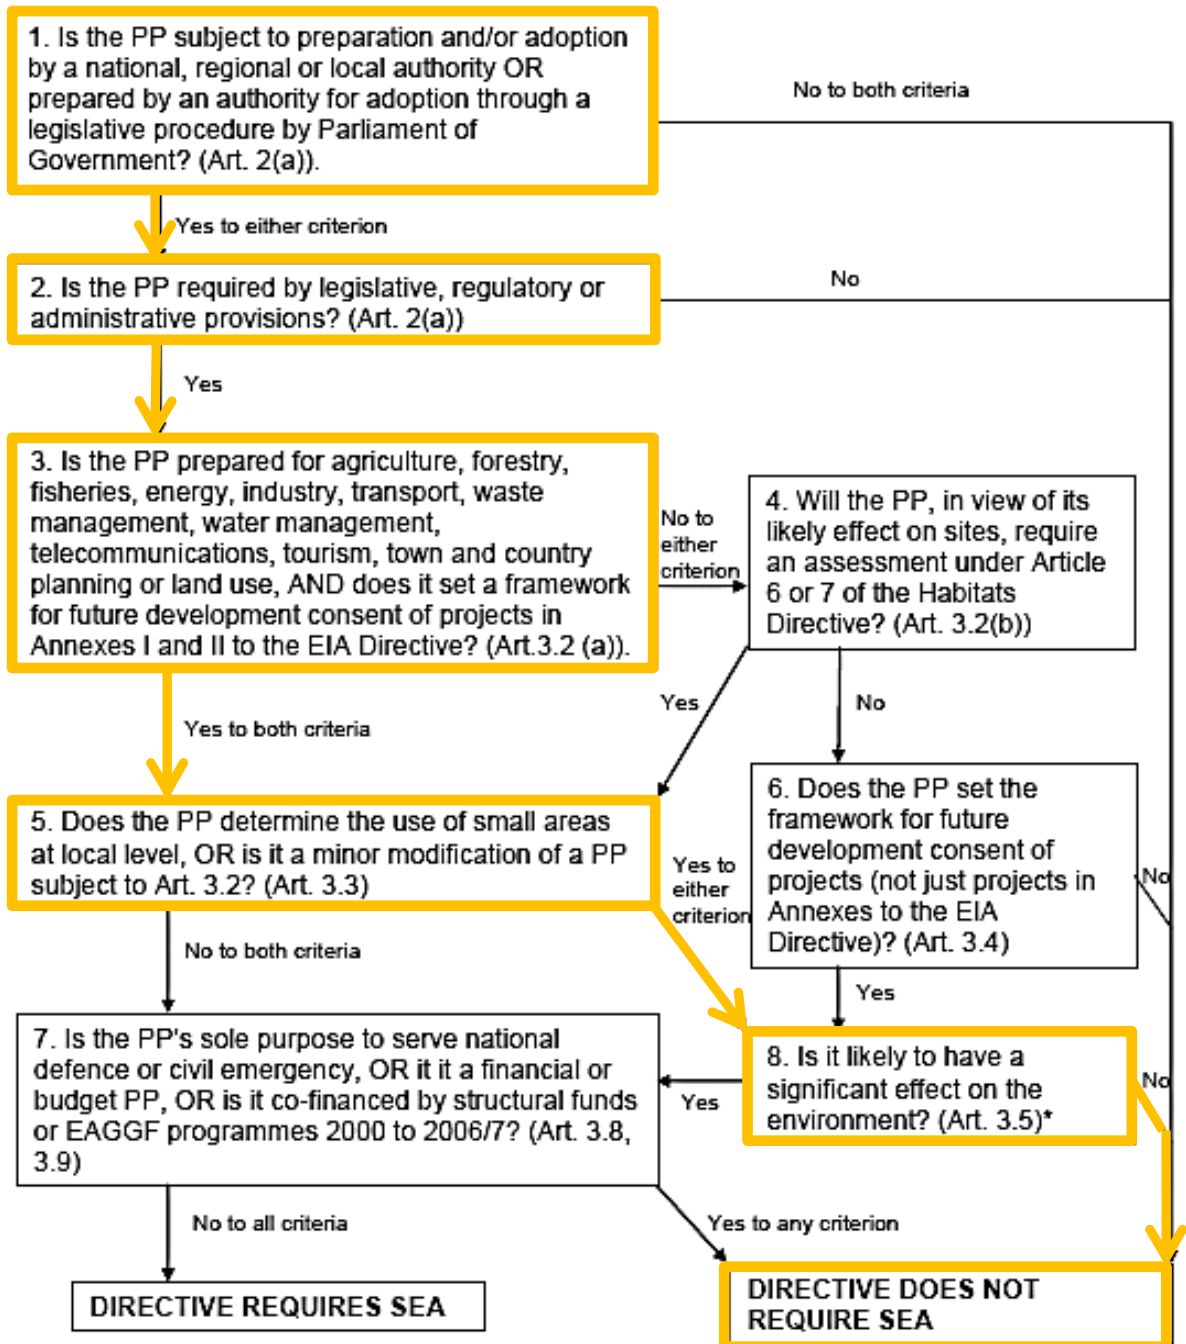 1. Is the PP subject to preparation and/or adoption
by a national, regional or local authority OR
prepared by an authority for adoption through a
legislative procedure by Parliament of
Government? (Art. 2(a)).
No to both criteria
Yes to either criterion
2. Is the PP required by legislative, regulatory or
administrative provisions? (Art. 2(a))
No
Yes
3. Is the PP prepared for agriculture, forestry,
fisheries, energy, industry, transport, waste
management, water management,
telecommunications, tourism, town and country
planning or land use, AND does it set a framework
for future development consent of projects in
Annexes I and II to the EIA Directive? (Art.3.2 (a)).
No to
either
criterion
4. Will the PP, in view of its
likely effect on sites, require
an assessment under Article
6 or 7 of the Habitats
Directive? (Art. 3.2(b))
Yes to both criteria
Yes
No
5. Does the PP determine the use of small areas
at local level, OR is it a minor modification of a PP
subject to Art. 3.2? (Art. 3.3)
Yes to
either
criterion
6. Does the PP set the
framework for future
development consent of
projects (not just projects in
Annexes to the EIA
Directive)? (Art. 3.4)
No
No to both criteria
Yes
7. Is the PP's sole purpose to serve national
defence or civil emergency, OR it it a financial or
budget PP, OR is it co-financed by structural funds
or EAGGF programmes 2000 to 2006/7? (Art. 3.8,
3.9)
Yes
8. Is it likely to have a
significant effect on the
environment? (Art. 3.5)*
No
No to all criteria
Yes to any criterion
DIRECTIVE REQUIRES SEA
DIRECTIVE DOES NOT
REQUIRE SEA